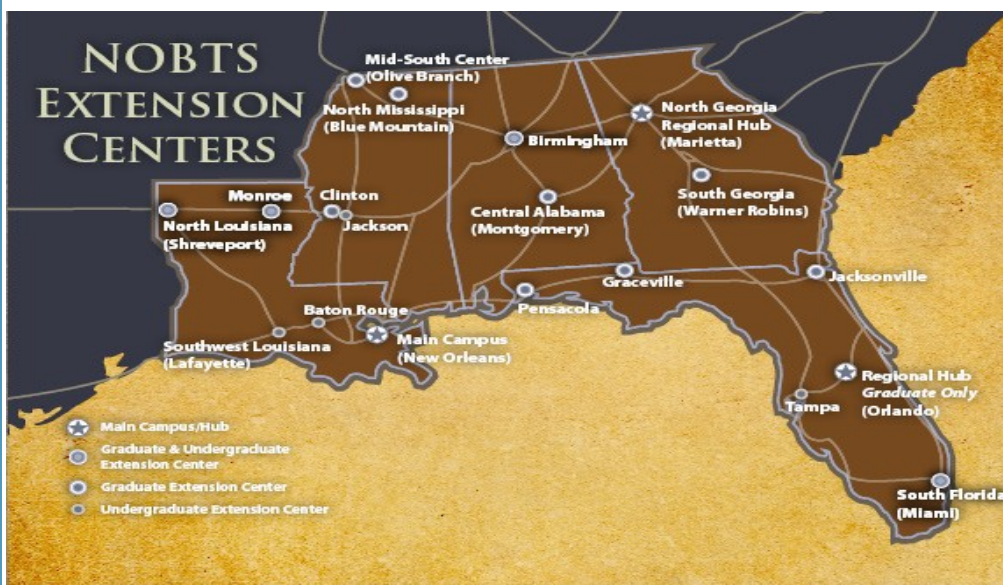 NOBTS
EXTENSION
CENTERS
Mid-South Center
(Olive Branch)
North Mississippi
(Blue Mountain)
Birmingham
North Georgia
Regional Hub
(Marietta)
South Georgia
(Warner Robins)
Central Alabama
(Montgomery)
Monroe
North Louisiana
(Shreveport)
Clinton
Jackson
Graceville
Jacksonville
Pensacola
Baton Rouge
Southwest Louisiana
(Lafayette)
Main Campus
(New Orleans)
Regional Hub
Graduate Only
(Orlando)
Tampa
South Florida
(Miami)
Main Campus/Hub
Graduate & Undergraduate
Extension Center
Graduate Extension Center
Undergraduate Extension Center